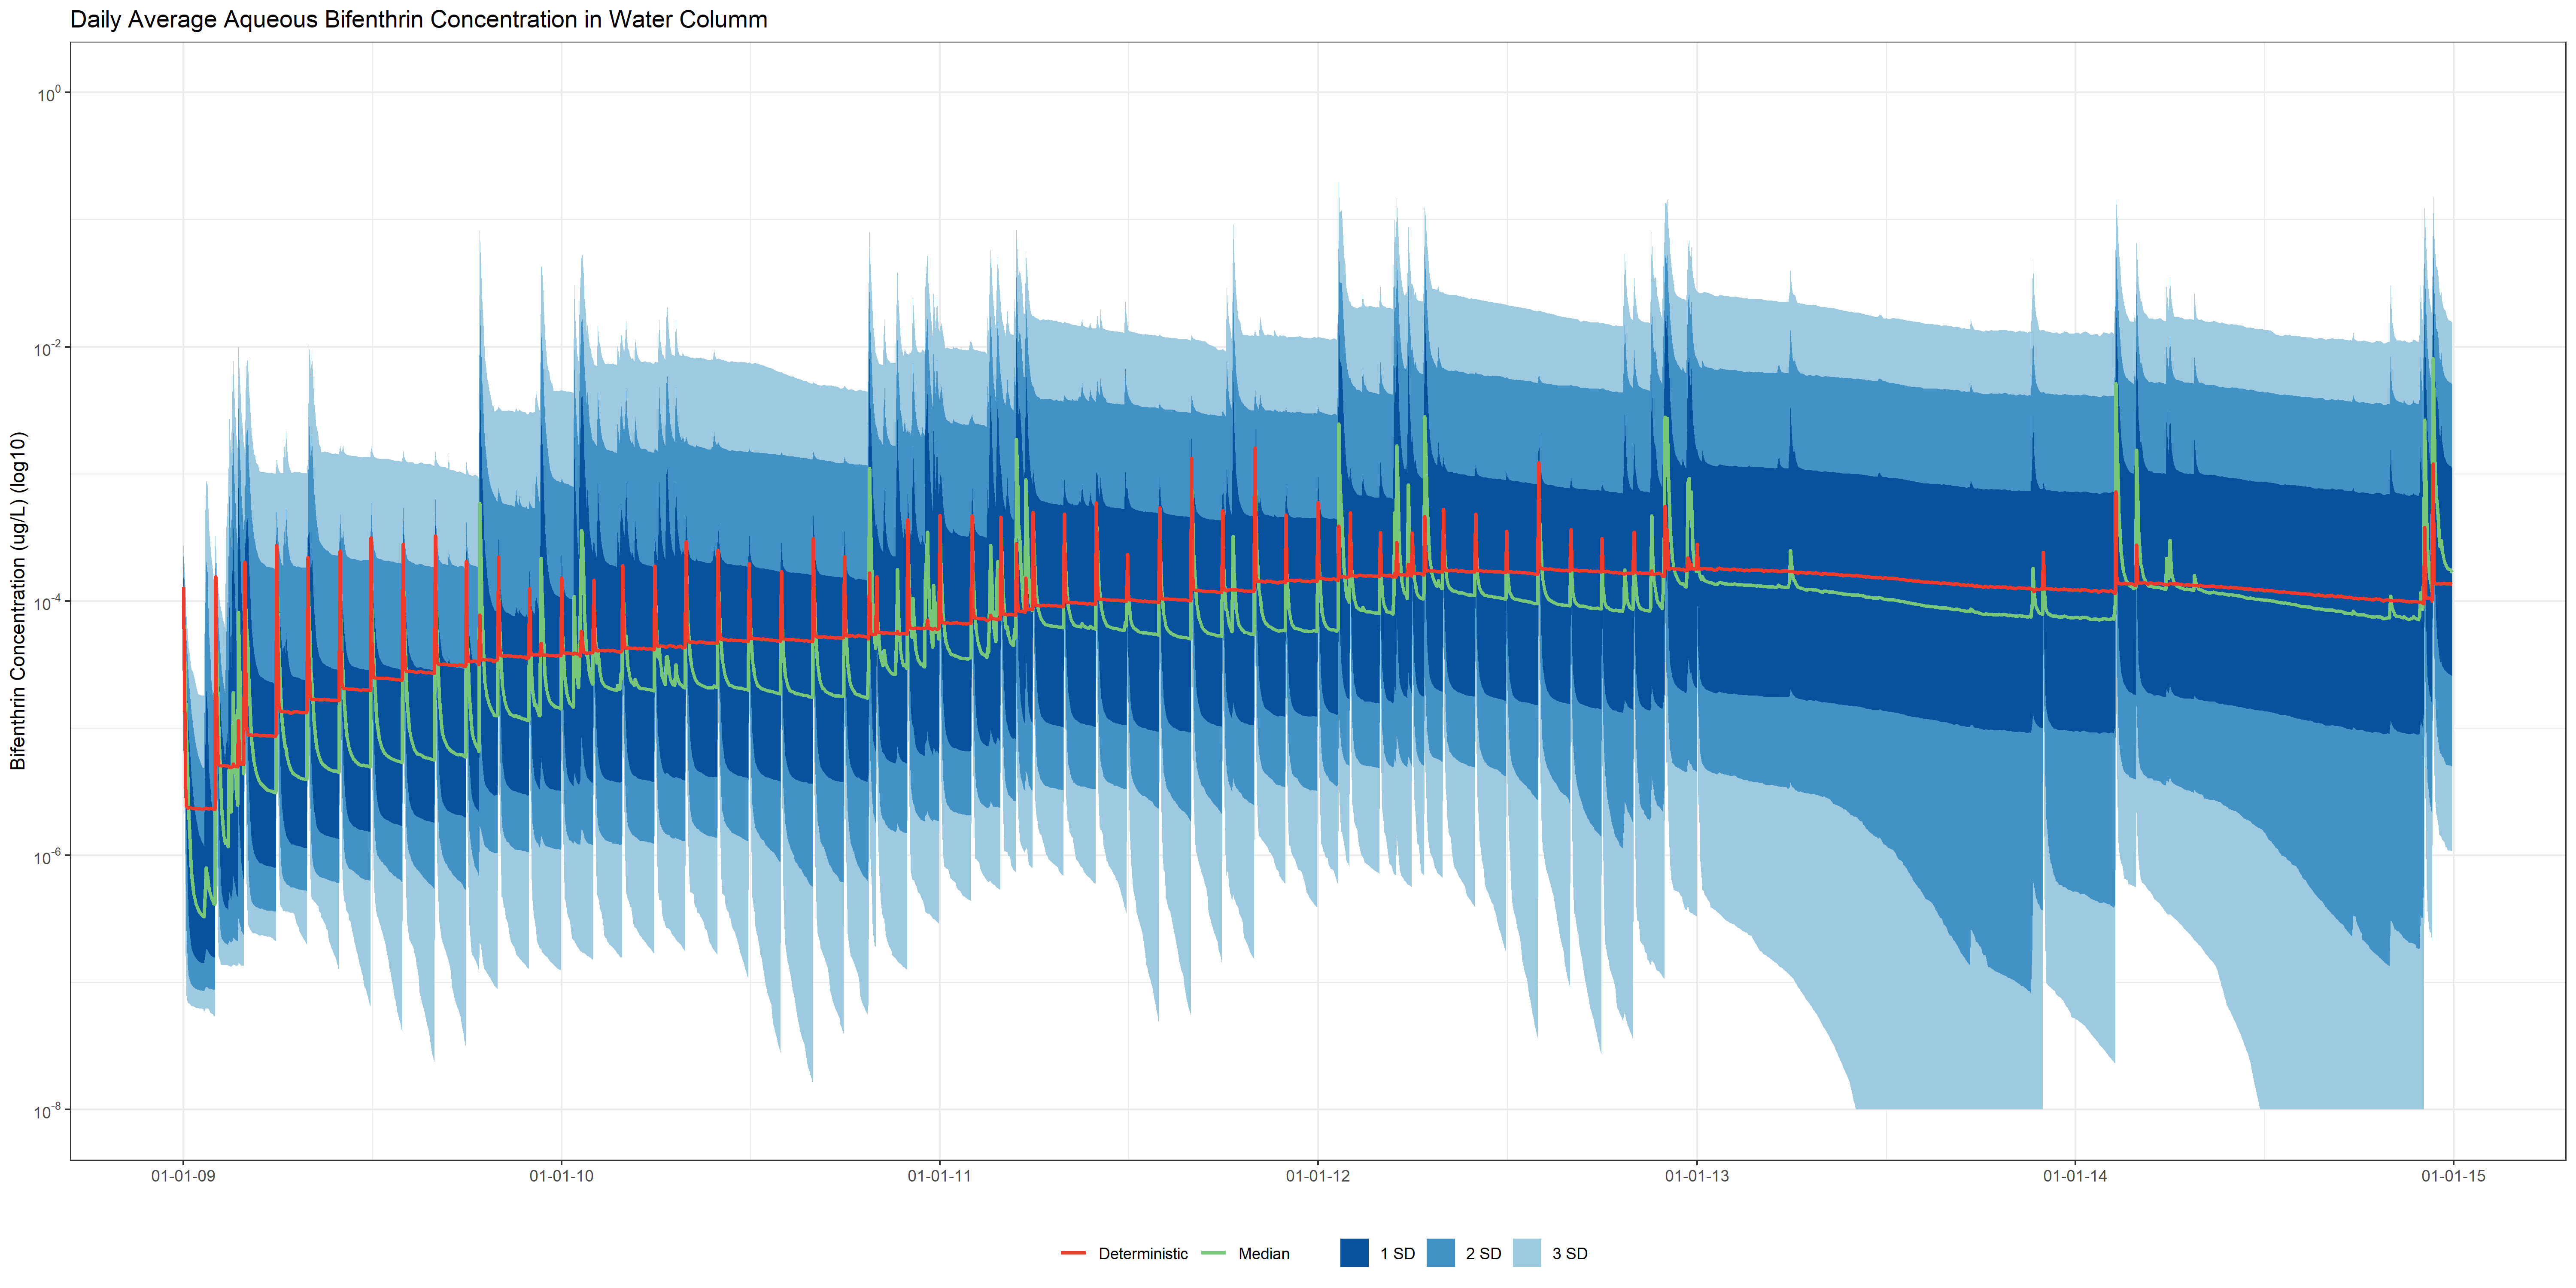 Daily Average Aqueous Bifenthrin Concentration in Water Columm
Bifenthrin Concentration (ug/L) (log10)
10^0
10^-2
10^-4
10^-6
10^-8
01-01-09
01-01-10
01-01-11
01-01-12
01-01-13
01-01-14
01-01-15
Deterministic
Median
1 SD
2 SD
3 SD